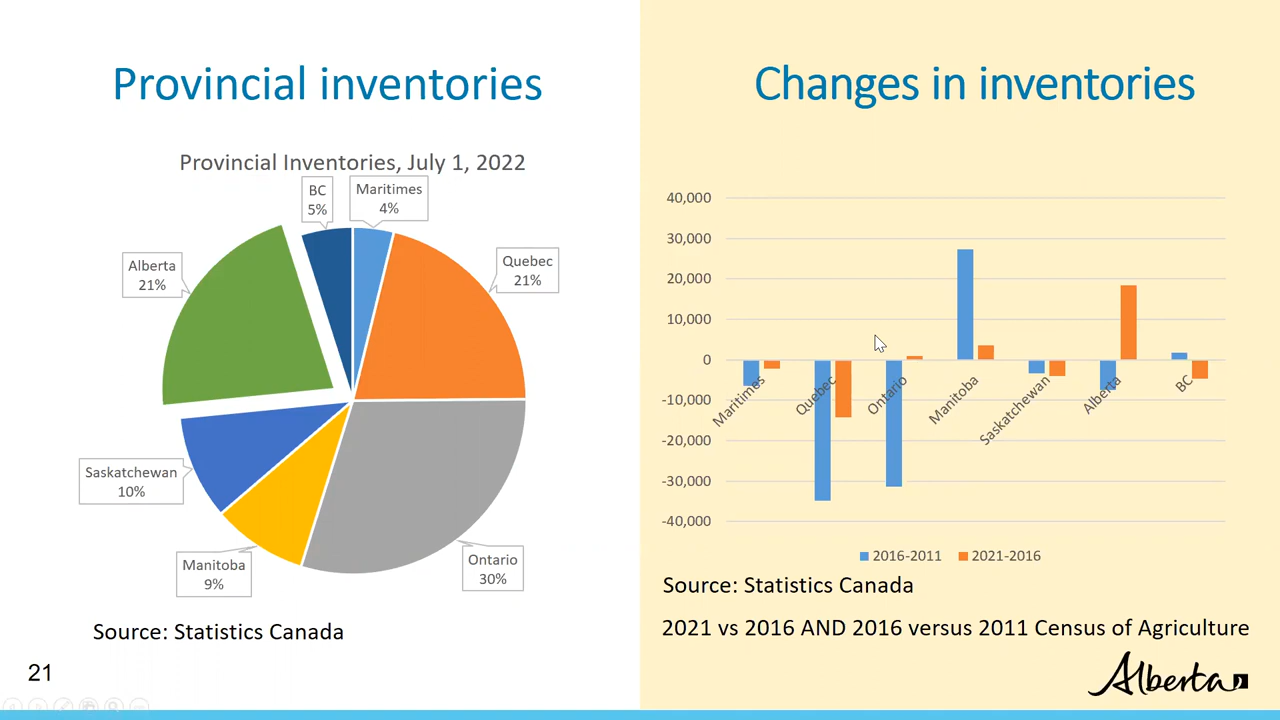 Provincial inventories
Provincial Inventories, July 1, 2022
BC
5%
Maritimes
4%
Quebec
21%
Alberta
21%
Saskatchewan
10%
Manitoba
9%
Ontario
30%
Source: Statistics Canada
21
Changes in inventories
40,000
30,000
20,000
10,000
0
-10,000
-20,000
-30,000
-40,000
Maritimes
Quebec
Ontario
Manitoba
Saskatchewan
Alberta
BC
2016-2011
2021-2016
Source: Statistics Canada
2021 vs 2016 AND 2016 versus 2011 Census of Agriculture
Alberta